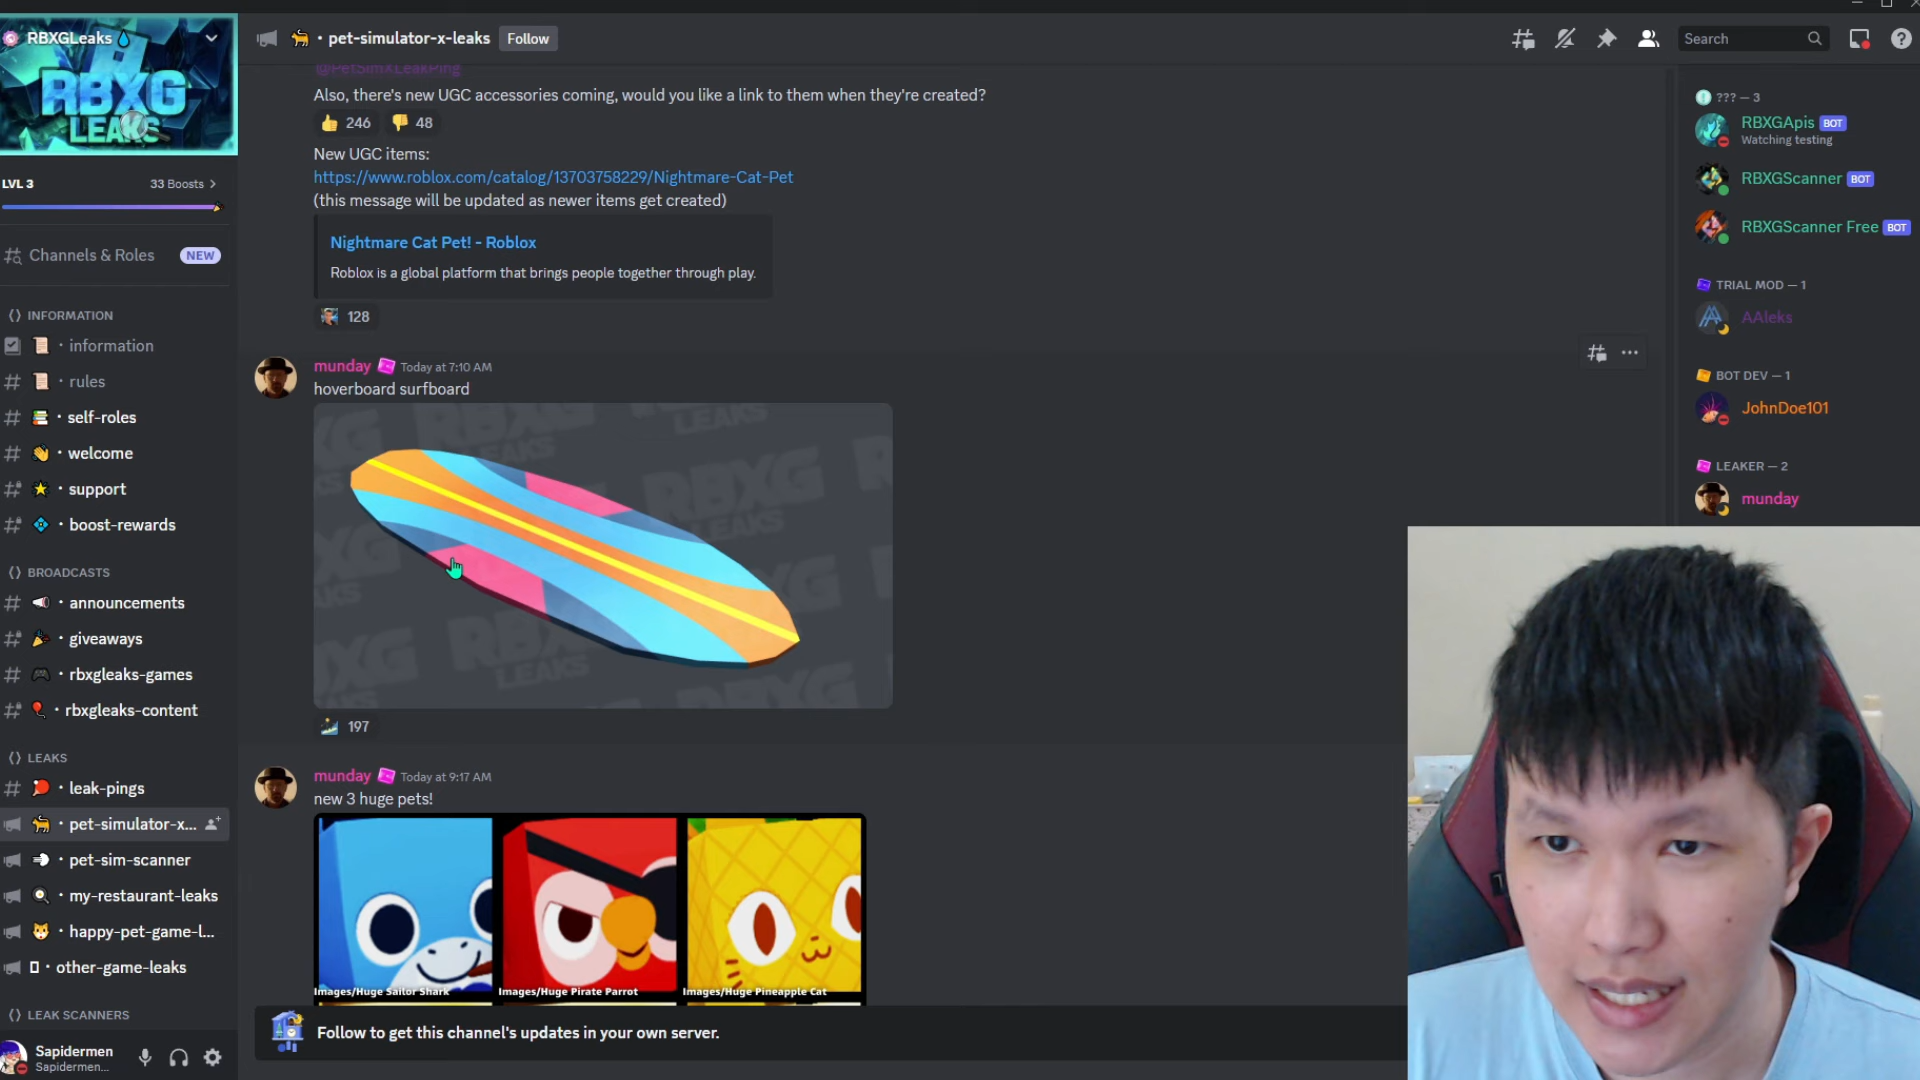 RBXGLeaks
RBXG
LEAKS
LVL 3
33 Boosts
Channels & Roles
NEW
INFORMATION
information
rules
self-roles
welcome
support
boost-rewards
BROADCASTS
announcements
giveaways
rbxgleaks-games
rbxgleaks-content
LEAKS
leak-pings
pet-simulator-x...
pet-sim-scanner
my-restaurant-leaks
happy-pet-game-l...
other-game-leaks
LEAK SCANNERS
Sapidermen
Sapidermen...
pet-simulator-x-leaks
Follow
Search
@PetSimXLeakPing
Also, there's new UGC accessories coming, would you like a link to them when they're created?
246
48
New UGC items:
https://www.roblox.com/catalog/13703758229/Nightmare-Cat-Pet
(this message will be updated as newer items get created)
Nightmare Cat Pet! - Roblox
Roblox is a global platform that brings people together through play.
128
munday Today at 7:10 AM
hoverboard surfboard
RBXG
LEAKS
197
munday Today at 9:17 AM
new 3 huge pets!
Images/Huge Sailor Shark
Images/Huge Pirate Parrot
Images/Huge Pineapple Cat
Follow to get this channel's updates in your own server.
??? — 3
RBXGApis BOT
Watching testing
RBXGScanner BOT
RBXGScanner Free BOT
TRIAL MOD — 1
AAleks
BOT DEV — 1
JohnDoe101
LEAKER — 2
munday